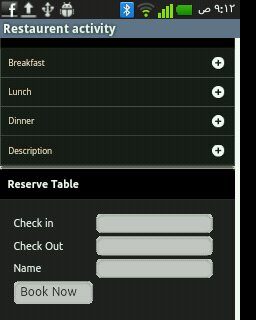 ٩:١٢ ص
Restaurent activity
Breakfast
Lunch
Dinner
Description
Reserve Table
Check in
Check Out
Name
Book Now